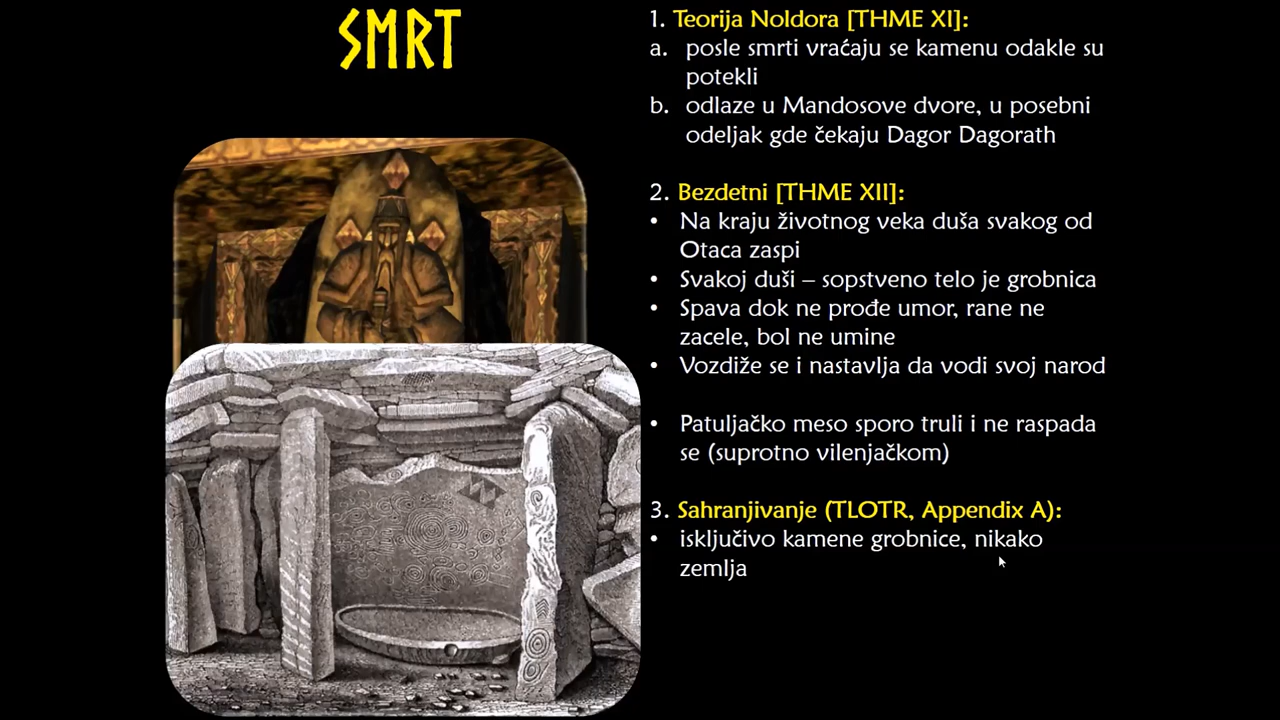 SMRT
1. Teorija Noldora [THME XI]:
a. posle smrti vraćaju se kamenu odakle su
potekli
b. odlaze u Mandosove dvore, u posebni
odeljak gde čekaju Dagor Dagorath
2. Bezdetni [THME XII]:
• Na kraju životnog veka duša svakog od
Otaca zaspi
• Svakoj duši – sopstveno telo je grobnica
• Spava dok ne prođe umor, rane ne
zacele, bol ne umine
• Vozdiže se i nastavlja da vodi svoj narod
• Patuljačko meso sporo truli i ne raspada
se (suprotno vilenjačkom)
3. Sahranjivanje (TLOTR, Appendix A):
• isključivo kamene grobnice, nikako
zemlja